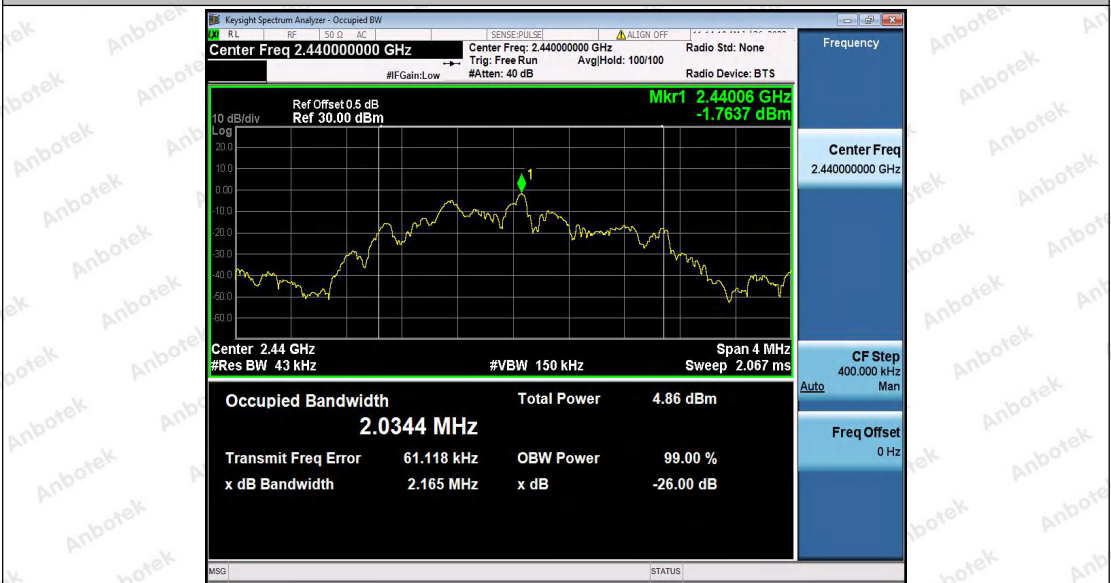 Keysight Spectrum Analyzer - Occupied BW
RL RF 50 Ω AC SENSE:PULSE ALIGN OFF
Center Freq 2.440000000 GHz
Center Freq: 2.440000000 GHz
Radio Std: None
Trig: Free Run Avg|Hold: 100/100
#IFGain:Low #Atten: 40 dB Radio Device: BTS
Frequency
Mkr1 2.44006 GHz
-1.7637 dBm
Ref Offset 0.5 dB
10 dB/div Ref 30.00 dBm
Log
20.0
10.0
0.00
-10.0
-20.0
-30.0
-40.0
-50.0
-60.0
1
Center 2.44 GHz Span 4 MHz
#Res BW 43 kHz #VBW 150 kHz Sweep 2.067 ms
Occupied Bandwidth Total Power 4.86 dBm
2.0344 MHz
Transmit Freq Error 61.118 kHz OBW Power 99.00 %
x dB Bandwidth 2.165 MHz x dB -26.00 dB
Center Freq
2.440000000 GHz
CF Step
400.000 kHz
Auto Man
Freq Offset
0 Hz
MSG STATUS
Anbotek